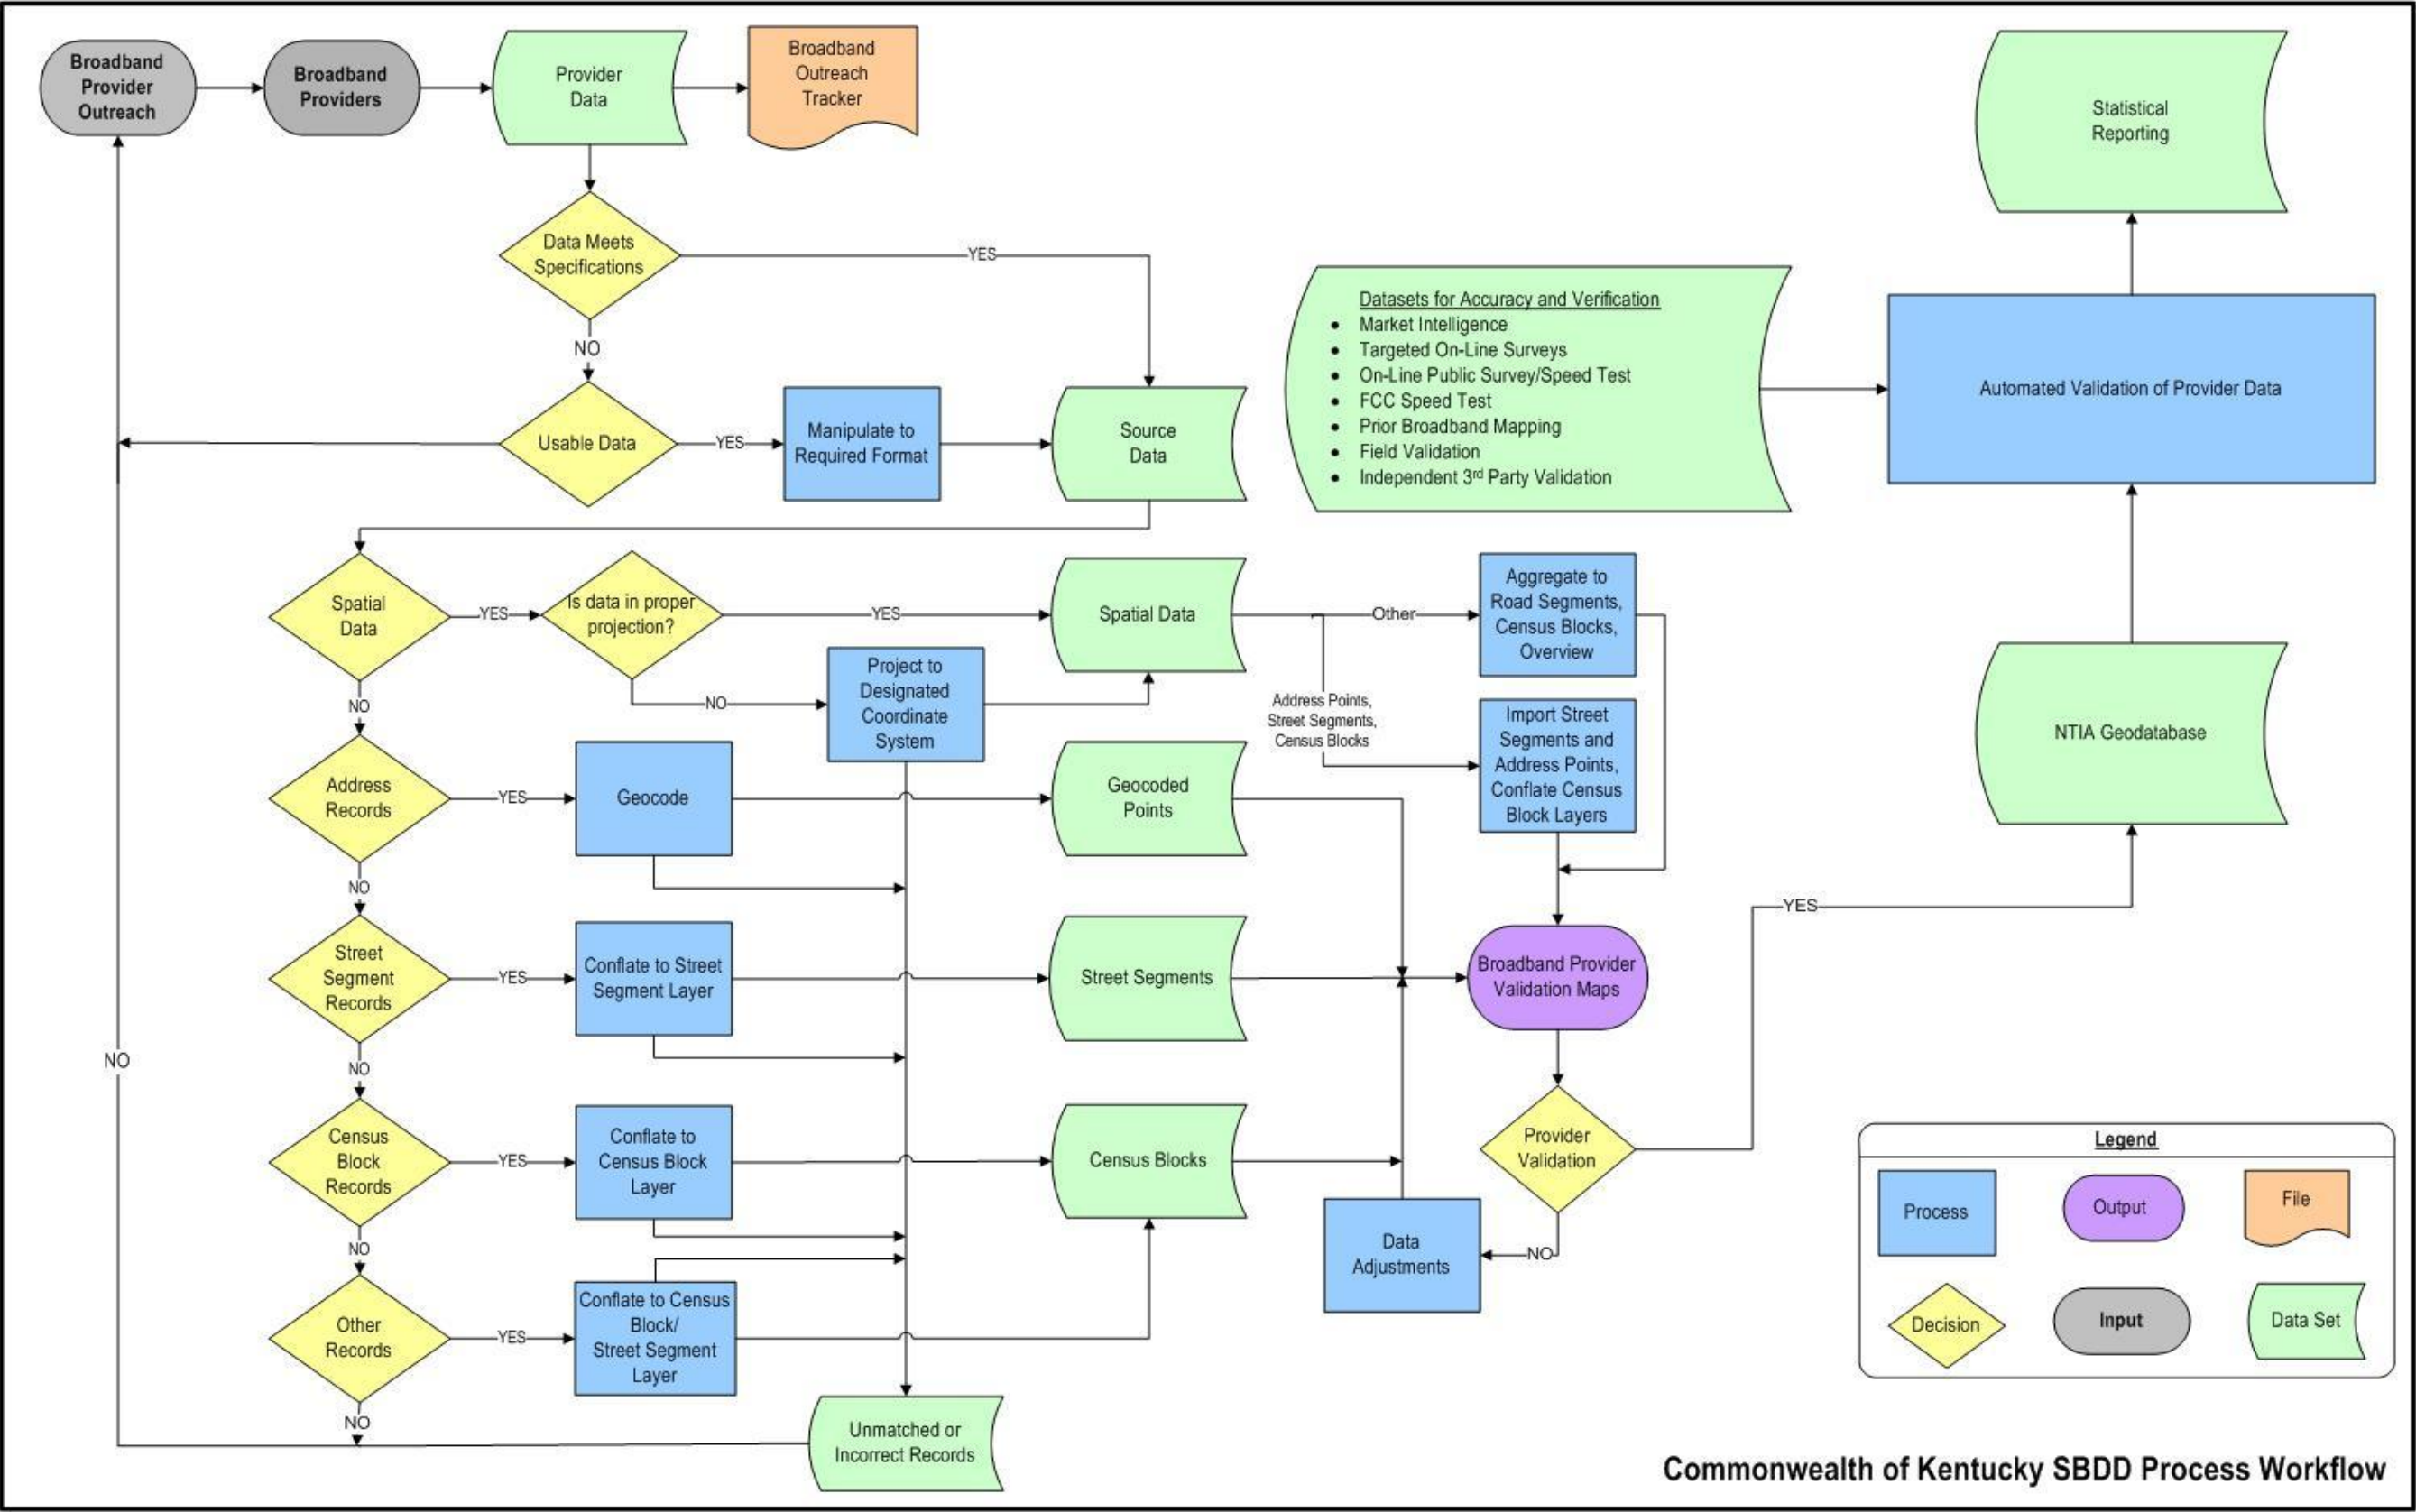 Broadband
Provider
Outreach
Broadband
Providers
Provider
Data
Broadband
Outreach
Tracker
Statistical
Reporting
Data Meets
Specifications
YES
NO
Datasets for Accuracy and Verification
• Market Intelligence
• Targeted On-Line Surveys
• On-Line Public Survey/Speed Test
• FCC Speed Test
• Prior Broadband Mapping
• Field Validation
• Independent 3rd Party Validation
Automated Validation of Provider Data
Usable Data
YES
Manipulate to
Required Format
Source
Data
Spatial
Data
YES
Is data in proper
projection?
YES
Spatial Data
Other
Aggregate to
Road Segments,
Census Blocks,
Overview
NO
NO
Project to
Designated
Coordinate
System
Address Points,
Street Segments,
Census Blocks
Import Street
Segments and
Address Points,
Conflate Census
Block Layers
NTIA Geodatabase
Address
Records
YES
Geocode
Geocoded
Points
NO
YES
Street
Segment
Records
YES
Conflate to Street
Segment Layer
Street Segments
Broadband Provider
Validation Maps
NO
NO
Census
Block
Records
YES
Conflate to
Census Block
Layer
Census Blocks
Provider
Validation
NO
Data
Adjustments
NO
Other
Records
YES
Conflate to Census
Block/
Street Segment
Layer
NO
Unmatched or
Incorrect Records
Legend
Process
Output
File
Decision
Input
Data Set
Commonwealth of Kentucky SBDD Process Workflow